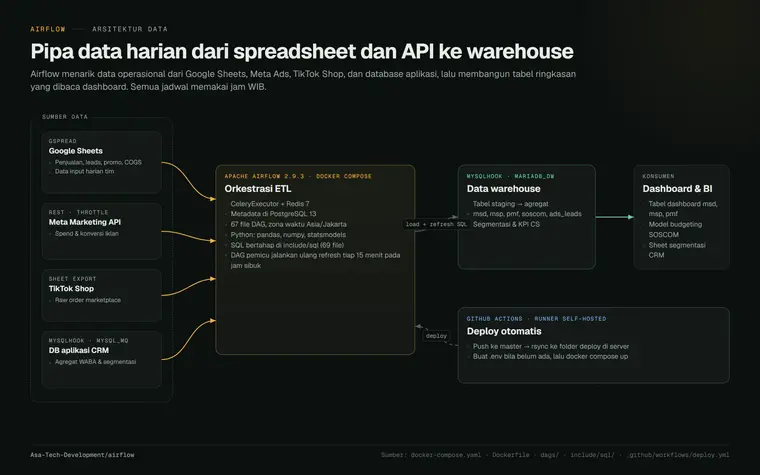 AIRFLOW — ARSITEKTUR DATA
Pipa data harian dari spreadsheet dan API ke warehouse
Airflow menarik data operasional dari Google Sheets, Meta Ads, TikTok Shop, dan database aplikasi, lalu membangun tabel ringkasan
yang dibaca dashboard. Semua jadwal memakai jam WIB.
SUMBER DATA
GSPREAD
Google Sheets
· Penjualan, leads, promo, COGS
· Data input harian tim
REST · THROTTLE
Meta Marketing API
· Spend & konversi iklan
SHEET EXPORT
TikTok Shop
· Raw order marketplace
MYSQLHOOK · MYSQL_MQ
DB aplikasi CRM
· Agregat WABA & segmentasi
APACHE AIRFLOW 2.9.3 · DOCKER COMPOSE
Orkestrasi ETL
· CeleryExecutor + Redis 7
· Metadata di PostgreSQL 13
· 67 file DAG, zona waktu Asia/Jakarta
· Python: pandas, numpy, statsmodels
· SQL bertahap di include/sql (69 file)
· DAG pemicu jalankan ulang refresh tiap 15 menit pada
jam sibuk
load + refresh SQL
MYSQLHOOK · MARIADB_DW
Data warehouse
· Tabel staging → agregat
· msd, msp, pmf, soscom, ads_leads
· Segmentasi & KPI CS
KONSUMEN
Dashboard & BI
· Tabel dashboard msd,
msp, pmf
· Model budgeting
SOSCOM
· Sheet segmentasi
CRM
deploy
GITHUB ACTIONS · RUNNER SELF-HOSTED
Deploy otomatis
· Push ke master → rsync ke folder deploy di server
· Buat .env bila belum ada, lalu docker compose up
Asa-Tech-Development/airflow
Sumber: docker-compose.yaml · Dockerfile · dags/ · include/sql/ · .github/workflows/deploy.yml